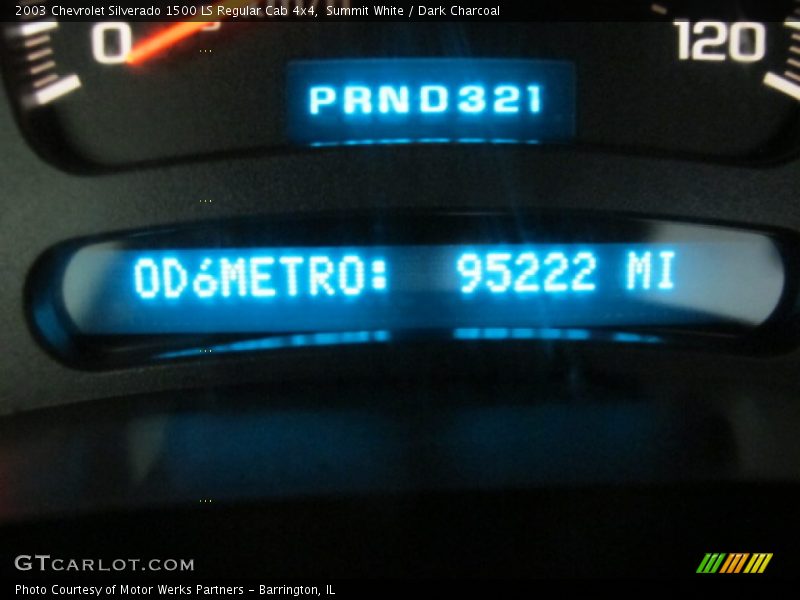 2003 Chevrolet Silverado 1500 LS Regular Cab 4x4, Summit White / Dark Charcoal
0 120
PRND321
ODóMETRO: 95222 MI
GTCARLOT.COM
Photo Courtesy of Motor Werks Partners - Barrington, IL